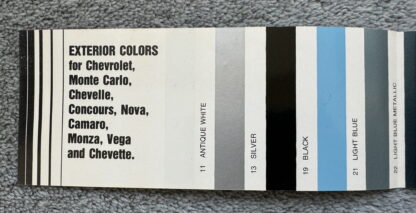 EXTERIOR COLORS
for Chevrolet,
Monte Carlo,
Chevelle,
Concours, Nova,
Camaro,
Monza, Vega
and Chevette.
11 ANTIQUE WHITE
13 SILVER
19 BLACK
21 LIGHT BLUE
22 LIGHT BLUE METALLIC